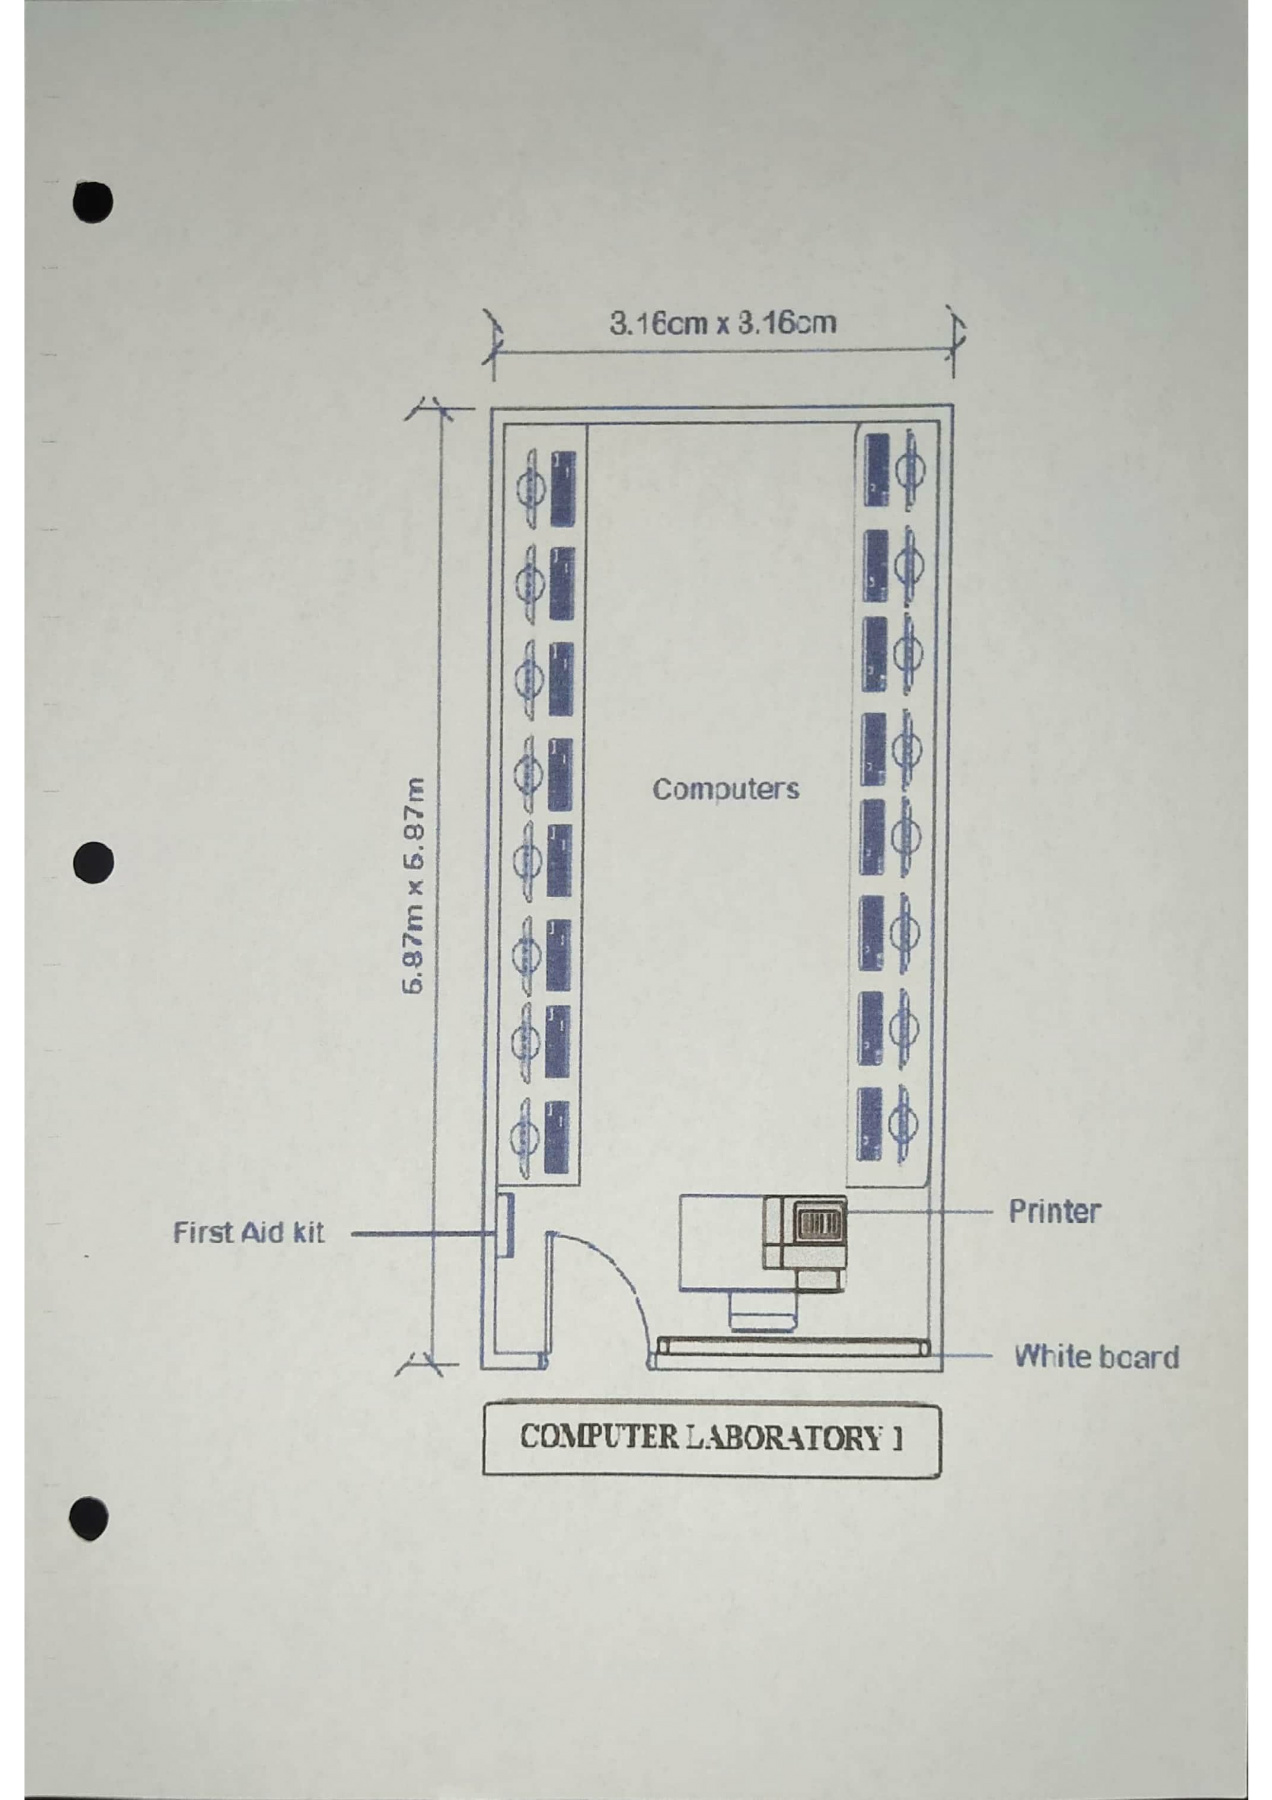 3.16cm x 3.16cm
6.87m x 6.87m
Computers
First Aid kit
Printer
White board
COMPUTER LABORATORY 1